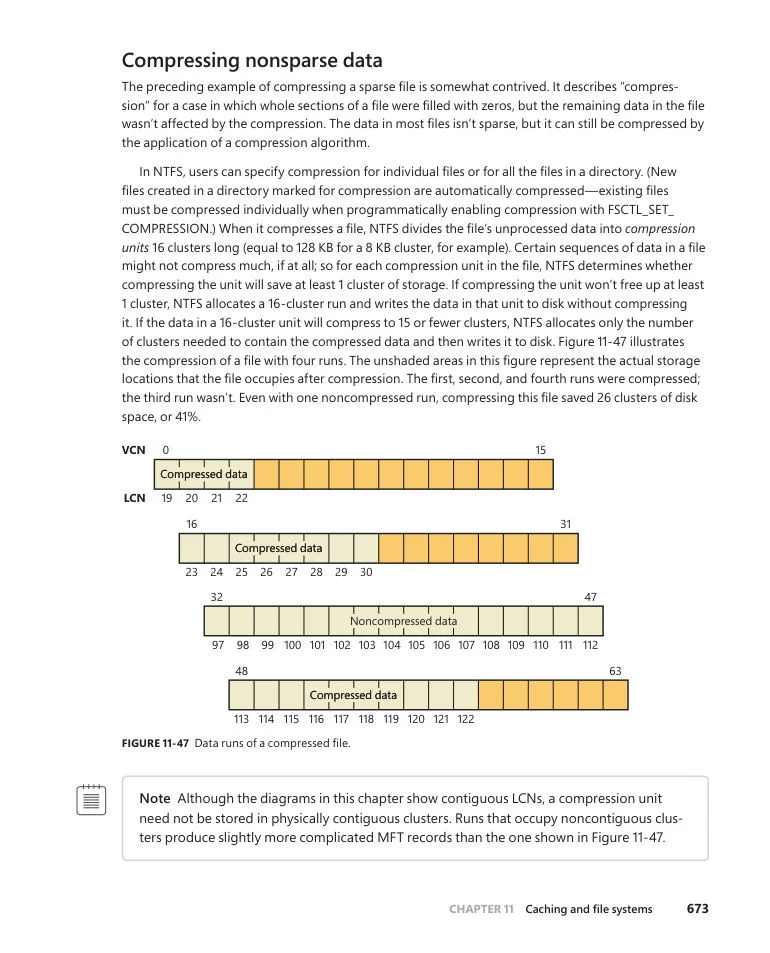 Compressing nonsparse data
The preceding example of compressing a sparse file is somewhat contrived. It describes “compres-
sion” for a case in which whole sections of a file were filled with zeros, but the remaining data in the file
wasn’t affected by the compression. The data in most files isn’t sparse, but it can still be compressed by
the application of a compression algorithm.
In NTFS, users can specify compression for individual files or for all the files in a directory. (New
files created in a directory marked for compression are automatically compressed—existing files
must be compressed individually when programmatically enabling compression with FSCTL_SET_
COMPRESSION.) When it compresses a file, NTFS divides the file’s unprocessed data into compression
units 16 clusters long (equal to 128 KB for a 8 KB cluster, for example). Certain sequences of data in a file
might not compress much, if at all; so for each compression unit in the file, NTFS determines whether
compressing the unit will save at least 1 cluster of storage. If compressing the unit won’t free up at least
1 cluster, NTFS allocates a 16-cluster run and writes the data in that unit to disk without compressing
it. If the data in a 16-cluster unit will compress to 15 or fewer clusters, NTFS allocates only the number
of clusters needed to contain the compressed data and then writes it to disk. Figure 11-47 illustrates
the compression of a file with four runs. The unshaded areas in this figure represent the actual storage
locations that the file occupies after compression. The first, second, and fourth runs were compressed;
the third run wasn’t. Even with one noncompressed run, compressing this file saved 26 clusters of disk
space, or 41%.
VCN 0 15
Compressed data
LCN 19 20 21 22
16 31
Compressed data
23 24 25 26 27 28 29 30
32 47
Noncompressed data
97 98 99 100 101 102 103 104 105 106 107 108 109 110 111 112
48 63
Compressed data
113 114 115 116 117 118 119 120 121 122
FIGURE 11-47 Data runs of a compressed file.
Note Although the diagrams in this chapter show contiguous LCNs, a compression unit
need not be stored in physically contiguous clusters. Runs that occupy noncontiguous clus-
ters produce slightly more complicated MFT records than the one shown in Figure 11-47.
CHAPTER 11 Caching and file systems 673